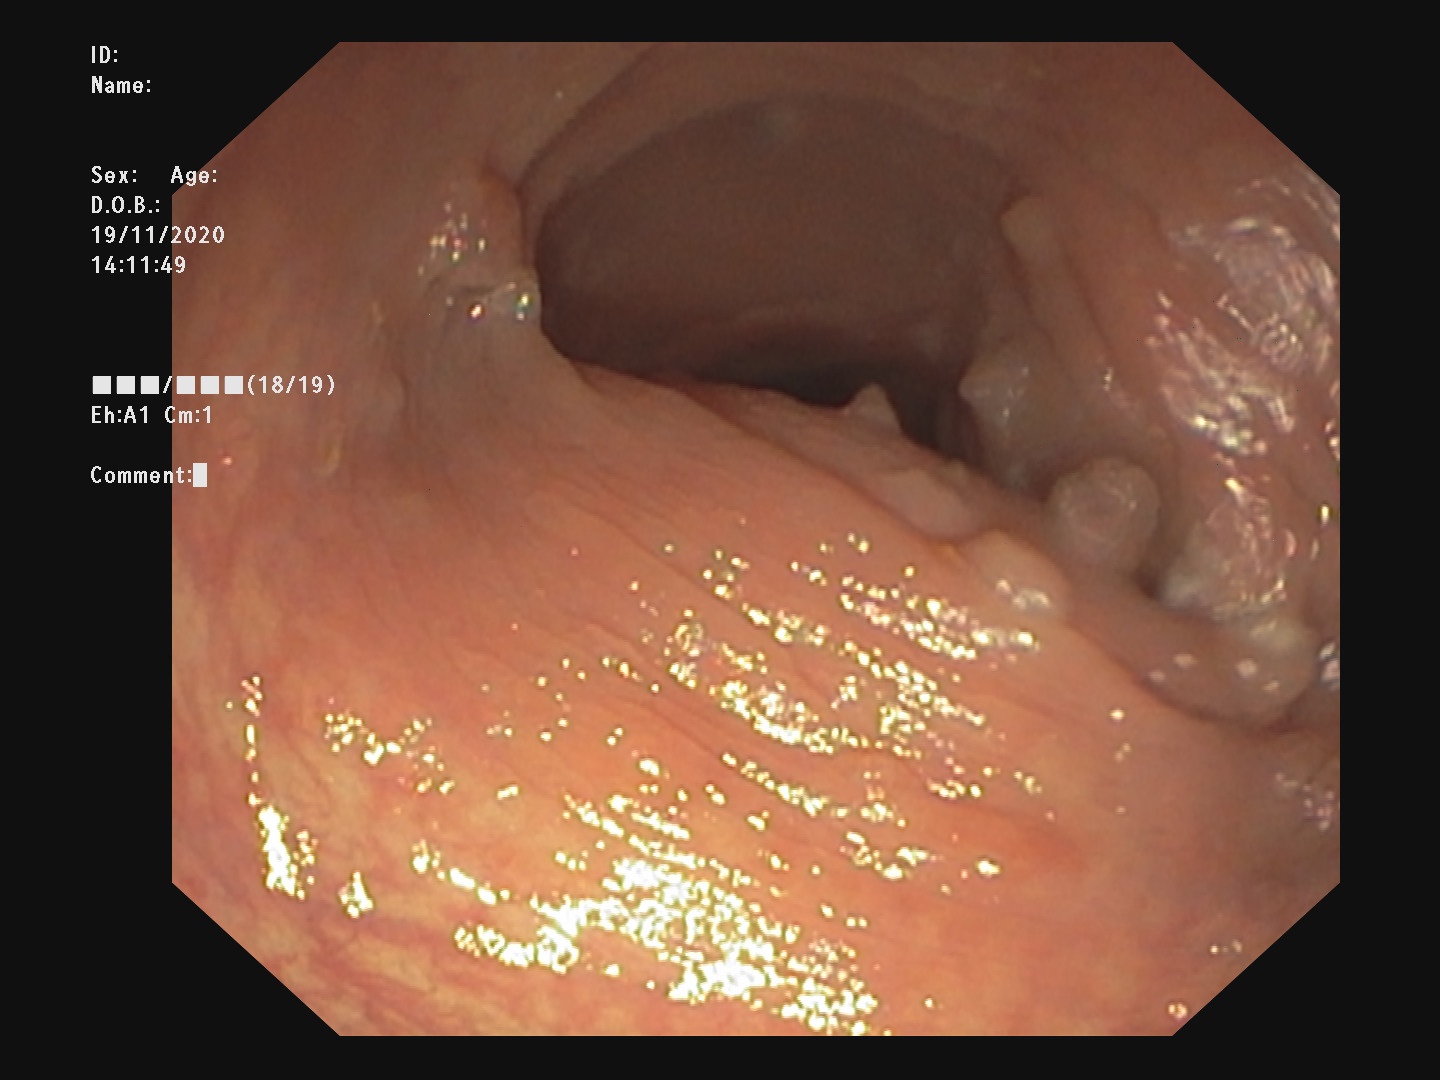 ID:
Name:
Sex: Age:
D.O.B.:
19/11/2020
14:11:49
■■■/■■■(18/19)
Eh:A1 Cm:1
Comment: